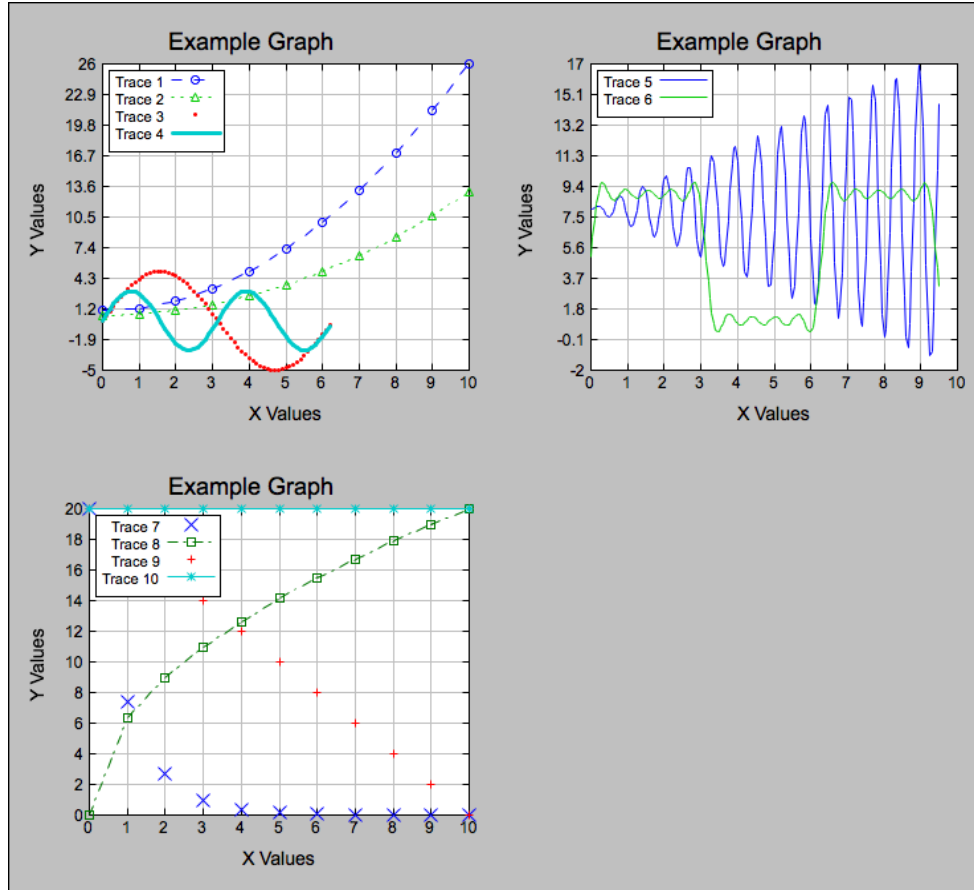 Example Graph
26
22.9
19.8
16.7
13.6
10.5
7.4
4.3
1.2
-1.9
-5
Y Values
Trace 1
Trace 2
Trace 3
Trace 4
0 1 2 3 4 5 6 7 8 9 10
X Values
Example Graph
17
15.1
13.2
11.3
9.4
7.5
5.6
3.7
1.8
-0.1
-2
Y Values
Trace 5
Trace 6
0 1 2 3 4 5 6 7 8 9 10
X Values
Example Graph
20
18
16
14
12
10
8
6
4
2
0
Y Values
Trace 7
Trace 8
Trace 9
Trace 10
0 1 2 3 4 5 6 7 8 9 10
X Values